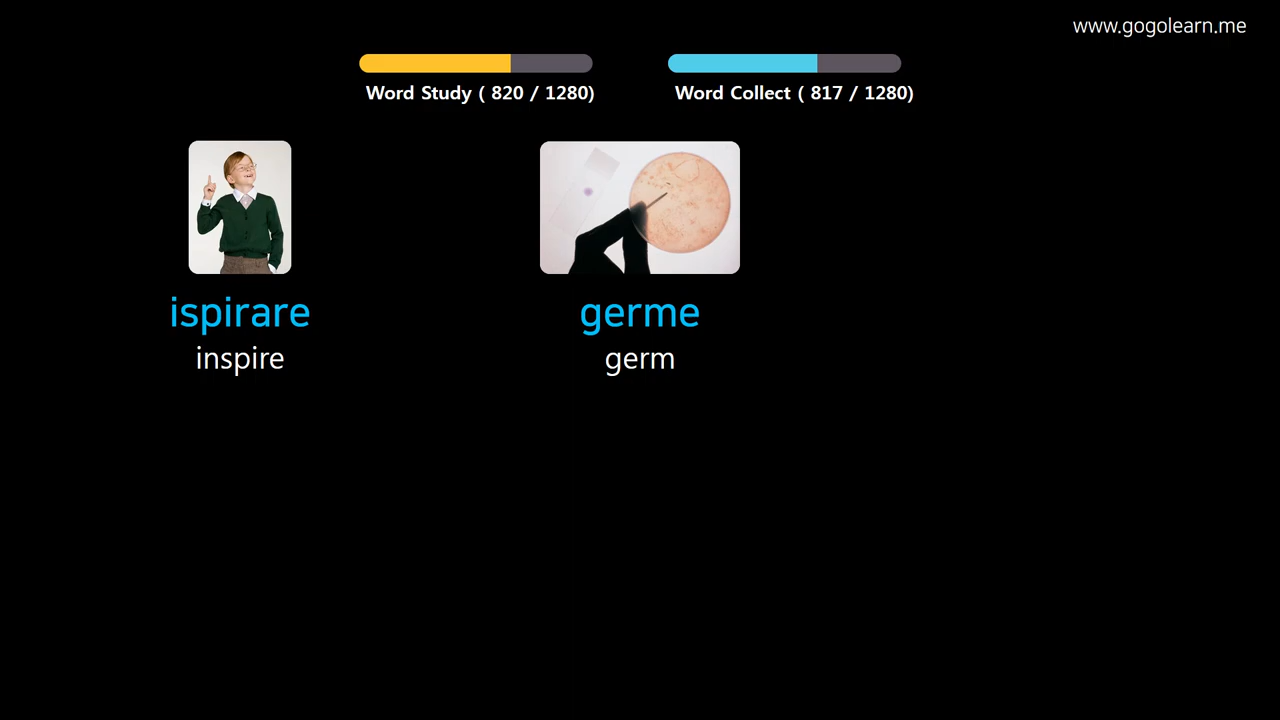 www.gogolearn.me
Word Study ( 820 / 1280)
Word Collect ( 817 / 1280)
ispirare
inspire
germe
germ